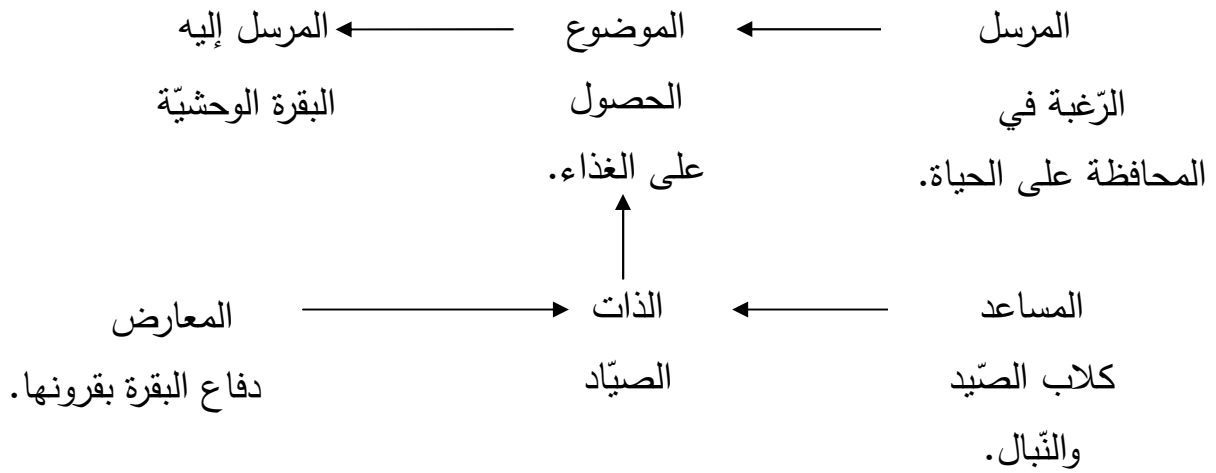 المرسل الموضوع المرسل إليه
الرّغبة في الحصول البقرة الوحشيّة
المحافظة على الحياة. على الغذاء.
المساعد الذات المعارض
كلاب الصّيد الصيّاد دفاع البقرة بقرونها.
والنّبال.